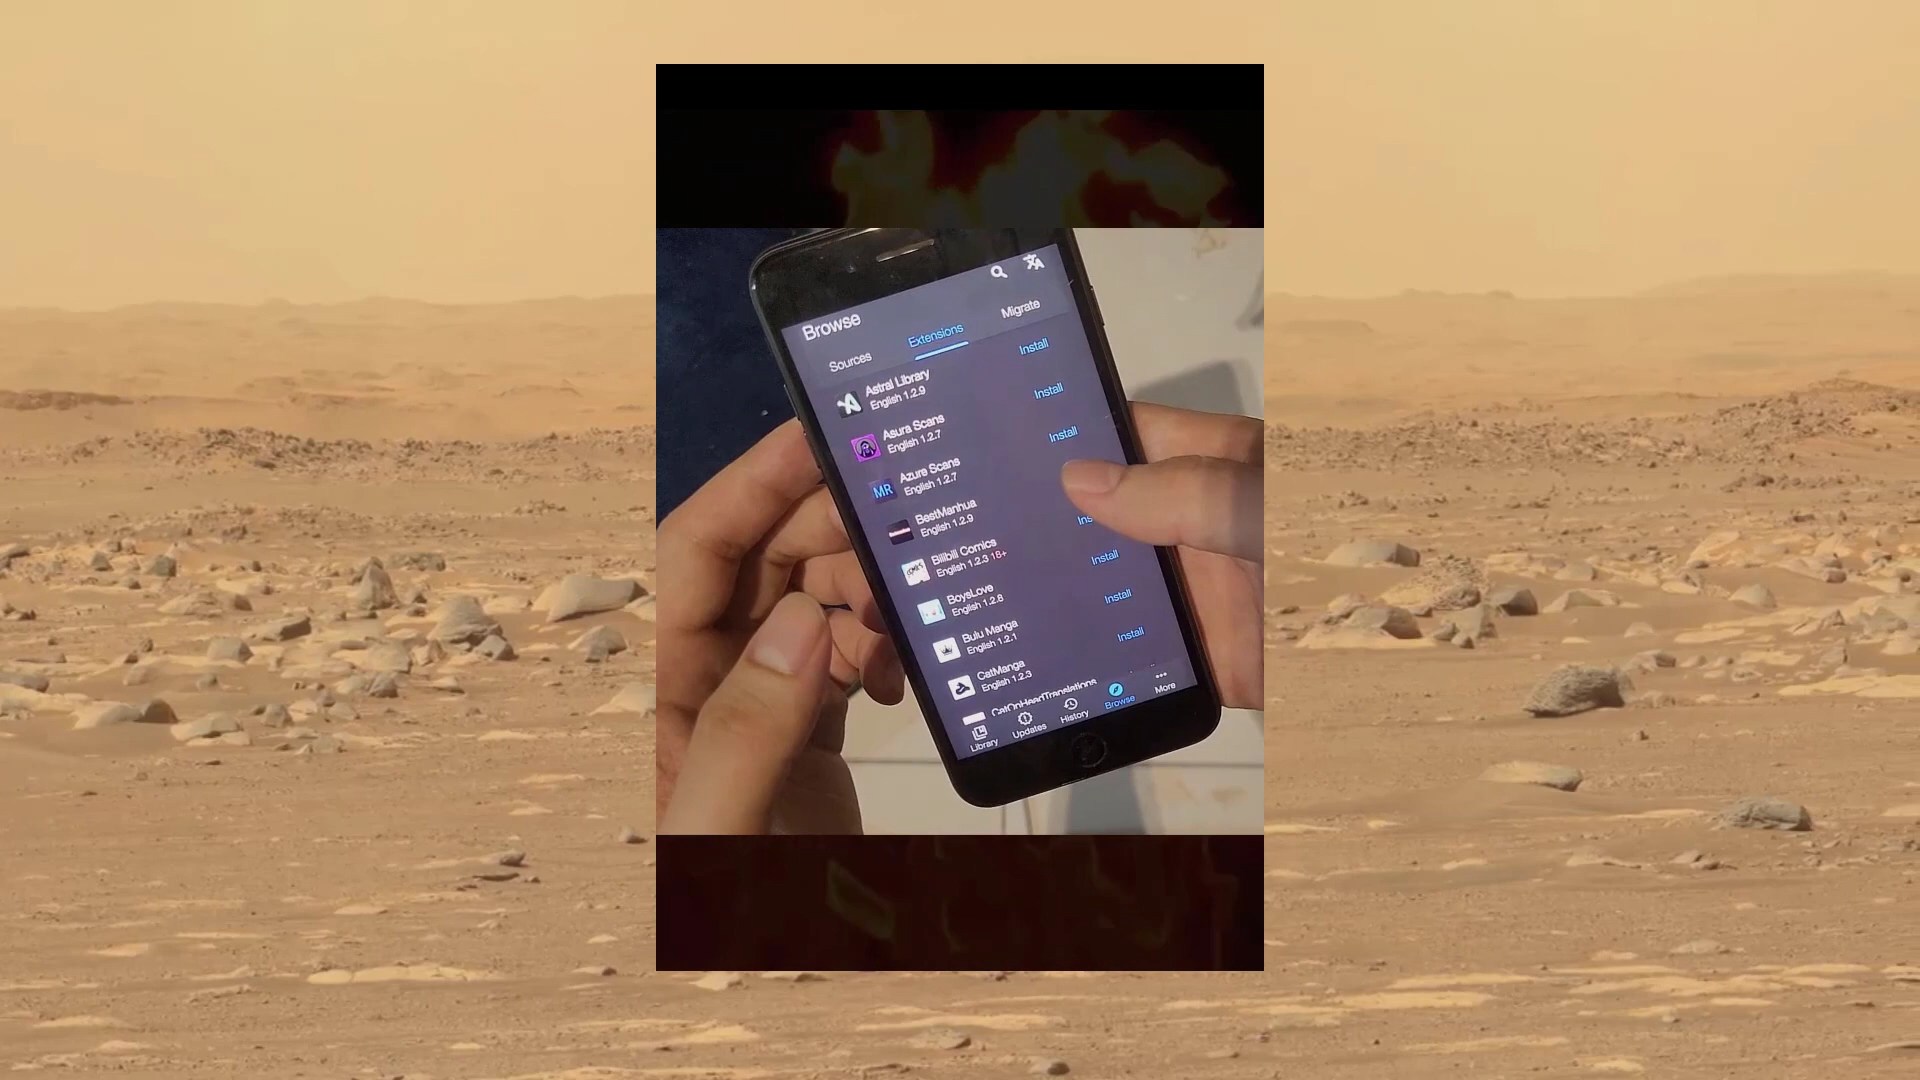 Browse
Sources Extensions Migrate
Install
Astral Library
English 1.2.9
Install
Asura Scans
English 1.2.7
Install
MR
Azure Scans
English 1.2.7
BestManhua
English 1.2.9
Bilibili Comics
English 1.2.3 18+
Install
BoysLove
English 1.2.8
Install
Bulu Manga
English 1.2.1
Install
CatManga
English 1.2.3
CatOnHeadTranslations
Library Updates History Browse More